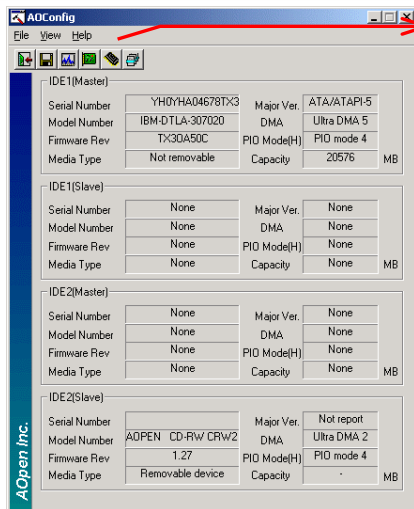 AOConfig
File View Help
IDE1(Master)
Serial Number YH0YHA04678TX3 Major Ver. ATA/ATAPI-5
Model Number IBM-DTLA-307020 DMA Ultra DMA 5
Firmware Rev TX3OA50C PIO Mode(H) PIO mode 4
Media Type Not removable Capacity 20576 MB
IDE1(Slave)
Serial Number None Major Ver. None
Model Number None DMA None
Firmware Rev None PIO Mode(H) None
Media Type None Capacity None MB
IDE2(Master)
Serial Number None Major Ver. None
Model Number None DMA None
Firmware Rev None PIO Mode(H) None
Media Type None Capacity None MB
IDE2(Slave)
Serial Number Major Ver. Not report
Model Number AOPEN CD-RW CRW2 DMA Ultra DMA 2
Firmware Rev 1.27 PIO Mode(H) PIO mode 4
Media Type Removable device Capacity - MB
AOpen Inc.